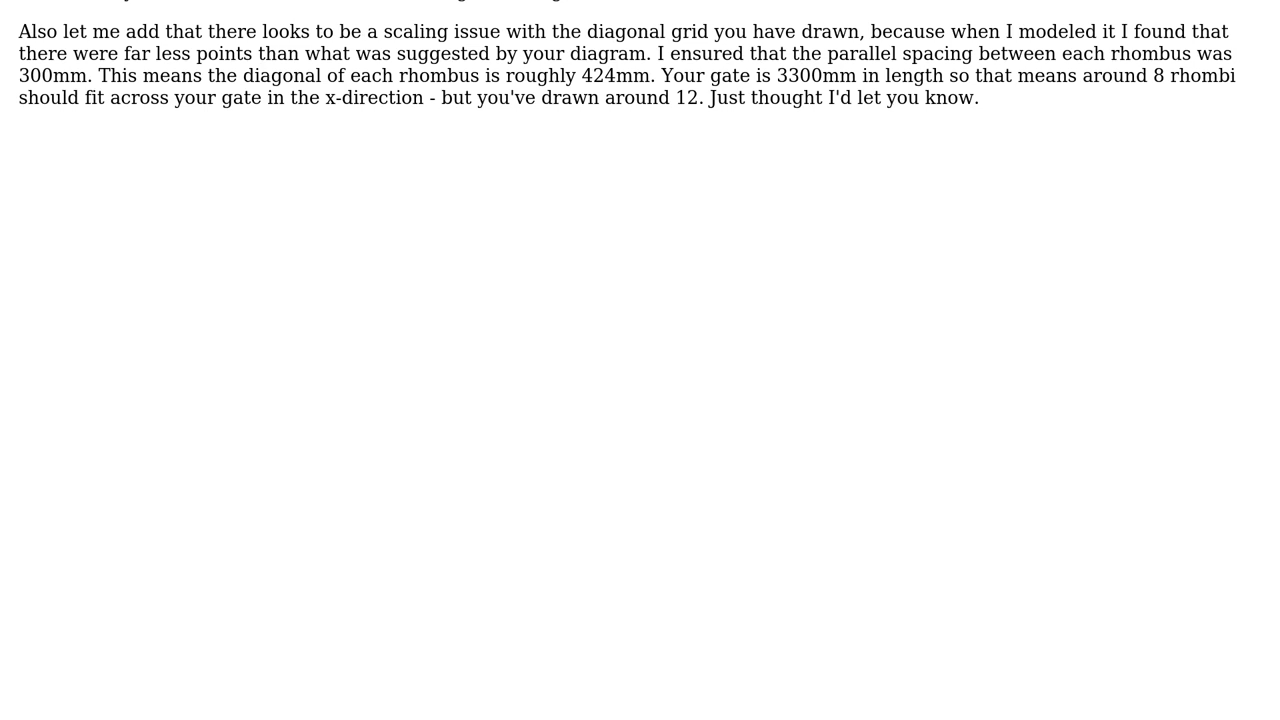 Also let me add that there looks to be a scaling issue with the diagonal grid you have drawn, because when I modeled it I found that
there were far less points than what was suggested by your diagram. I ensured that the parallel spacing between each rhombus was
300mm. This means the diagonal of each rhombus is roughly 424mm. Your gate is 3300mm in length so that means around 8 rhombi
should fit across your gate in the x-direction - but you've drawn around 12. Just thought I'd let you know.